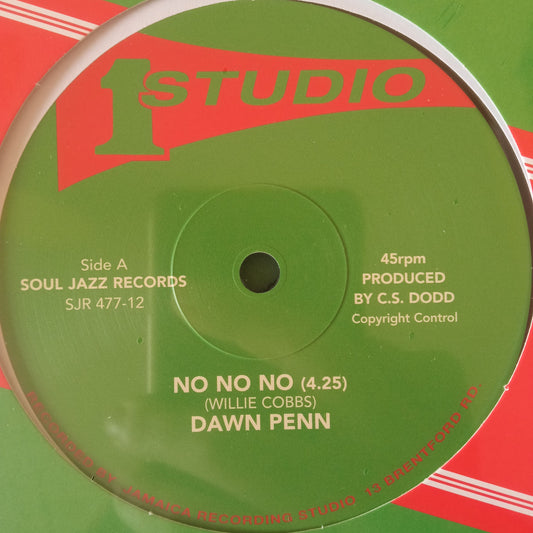 1 STUDIO
Side A
SOUL JAZZ RECORDS
SJR 477-12
45rpm
PRODUCED
BY C.S. DODD
Copyright Control
NO NO NO (4.25)
(WILLIE COBBS)
DAWN PENN
BY JAMAICA RECORDING STUDIO 13 BRENTFORD RD.